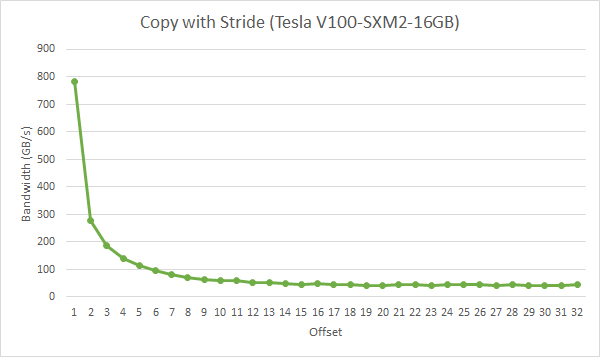 Copy with Stride (Tesla V100-SXM2-16GB)
900
800
700
600
500
400
300
200
100
0
Bandwidth (GB/s)
1 2 3 4 5 6 7 8 9 10 11 12 13 14 15 16 17 18 19 20 21 22 23 24 25 26 27 28 29 30 31 32
Offset